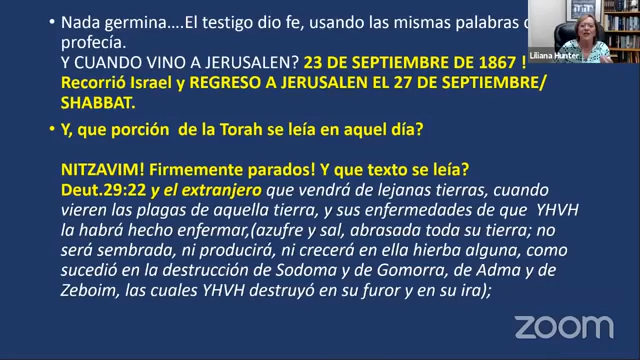 Nada germina....El testigo dio fe, usando las mismas palabras
profecía.
Y CUANDO VINO A JERUSALEN? 23 DE SEPTIEMBRE DE 1867 !
Recorrió Israel y REGRESO A JERUSALEN EL 27 DE SEPTIEMBRE/
SHABBAT.
Y, que porción de la Torah se leía en aquel día?
NITZAVIM! Firmemente parados! Y que texto se leía?
Deut.29:22 y el extranjero que vendrá de lejanas tierras, cuando
vieren las plagas de aquella tierra, y sus enfermedades de que YHVH
la habrá hecho enfermar,(azufre y sal, abrasada toda su tierra; no
será sembrada, ni producirá, ni crecerá en ella hierba alguna, como
sucedió en la destrucción de Sodoma y de Gomorra, de Adma y de
Zeboim, las cuales YHVH destruyó en su furor y en su ira);
Liliana Hunter
zoom